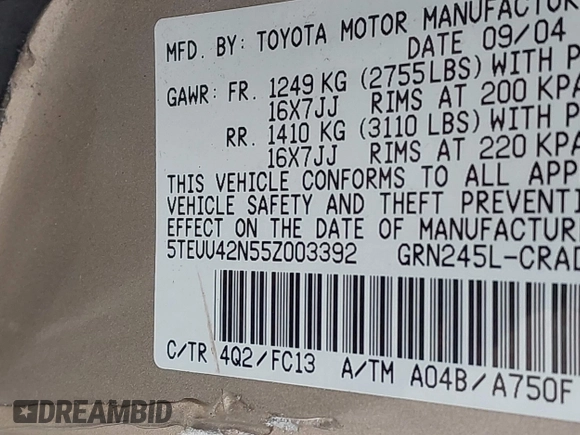 MFD. BY: TOYOTA MOTOR MANUFACTUR
DATE 09/04
GAWR: FR. 1249 KG (2755LBS) WITH P
16X7JJ RIMS AT 200 KPA
RR. 1410 KG (3110 LBS) WITH P
16X7JJ RIMS AT 220 KPA
THIS VEHICLE CONFORMS TO ALL APP
VEHICLE SAFETY AND THEFT PREVENTI
EFFECT ON THE DATE OF MANUFACTUR
5TEUU42N55Z003392 GRN245L-CRAD
C/TR 4Q2/FC13 A/TM A04B/A750F
DREAMBID